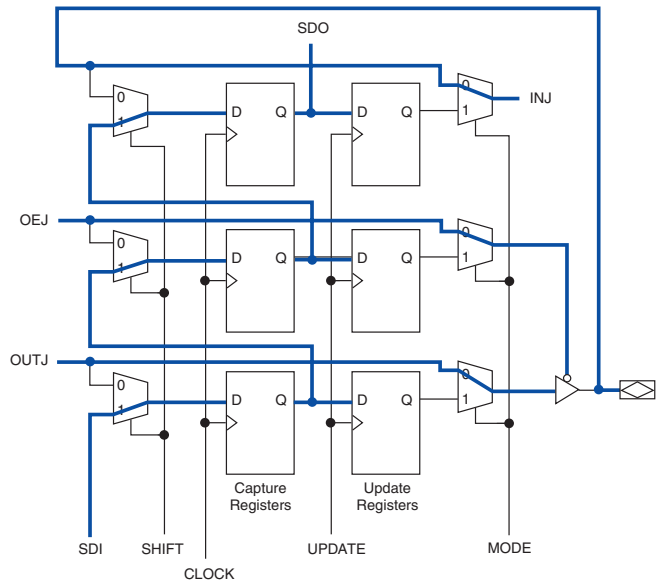 SDO
0
1
D Q
D Q
0
1
INJ
OEJ
0
1
D Q
D Q
0
1
OUTJ
0
1
D Q
D Q
0
1
Capture
Registers
Update
Registers
SDI
SHIFT
CLOCK
UPDATE
MODE